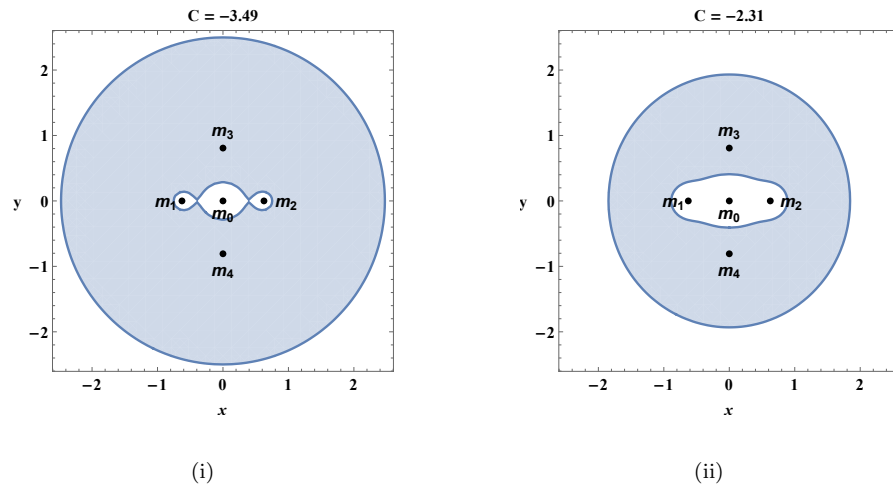 C = −3.49
2
1
0
−1
−2
y
m3
m1
m0
m2
m4
−2 −1 0 1 2
x
(i)
C = −2.31
2
1
0
−1
−2
y
m3
m1
m0
m2
m4
−2 −1 0 1 2
x
(ii)